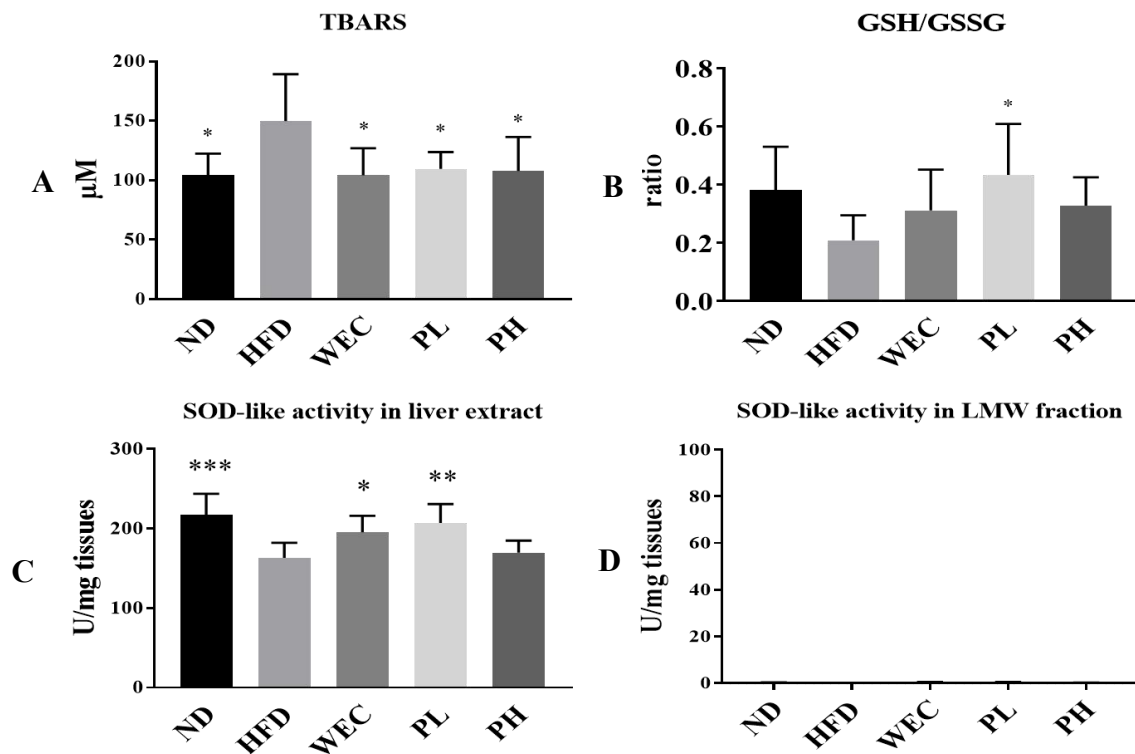 TBARS
A
μM
200
150
100
50
0
*
*
*
*
ND
HFD
WEC
PL
PH
GSH/GSSG
B
ratio
0.8
0.6
0.4
0.2
0.0
*
ND
HFD
WEC
PL
PH
SOD-like activity in liver extract
C
U/mg tissues
300
200
100
0
***
*
**
ND
HFD
WEC
PL
PH
SOD-like activity in LMW fraction
D
U/mg tissues
100
80
60
40
20
0
ND
HFD
WEC
PL
PH